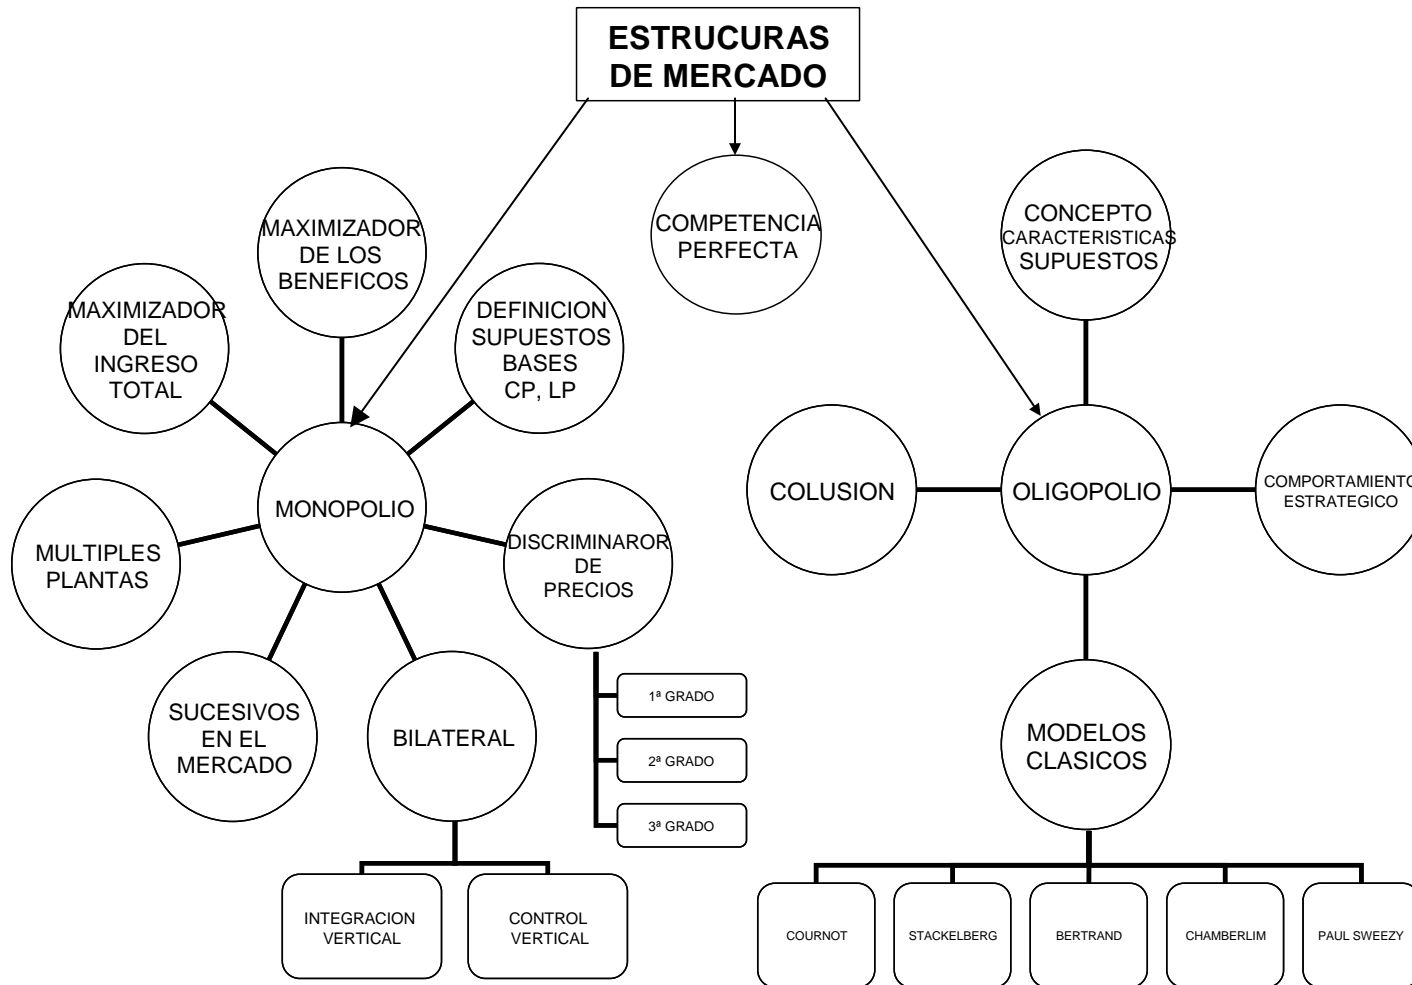 ESTRUCURAS
DE MERCADO
COMPETENCIA
PERFECTA
MAXIMIZADOR
DE LOS
BENEFICOS
MAXIMIZADOR
DEL
INGRESO
TOTAL
DEFINICION
SUPUESTOS
BASES
CP, LP
MONOPOLIO
MULTIPLES
PLANTAS
DISCRIMINAROR
DE
PRECIOS
SUCESIVOS
EN EL
MERCADO
BILATERAL
1ª GRADO
2ª GRADO
3ª GRADO
INTEGRACION
VERTICAL
CONTROL
VERTICAL
CONCEPTO
CARACTERISTICAS
SUPUESTOS
COLUSION
OLIGOPOLIO
COMPORTAMIENTO
ESTRATEGICO
MODELOS
CLASICOS
COURNOT
STACKELBERG
BERTRAND
CHAMBERLIM
PAUL SWEEZY